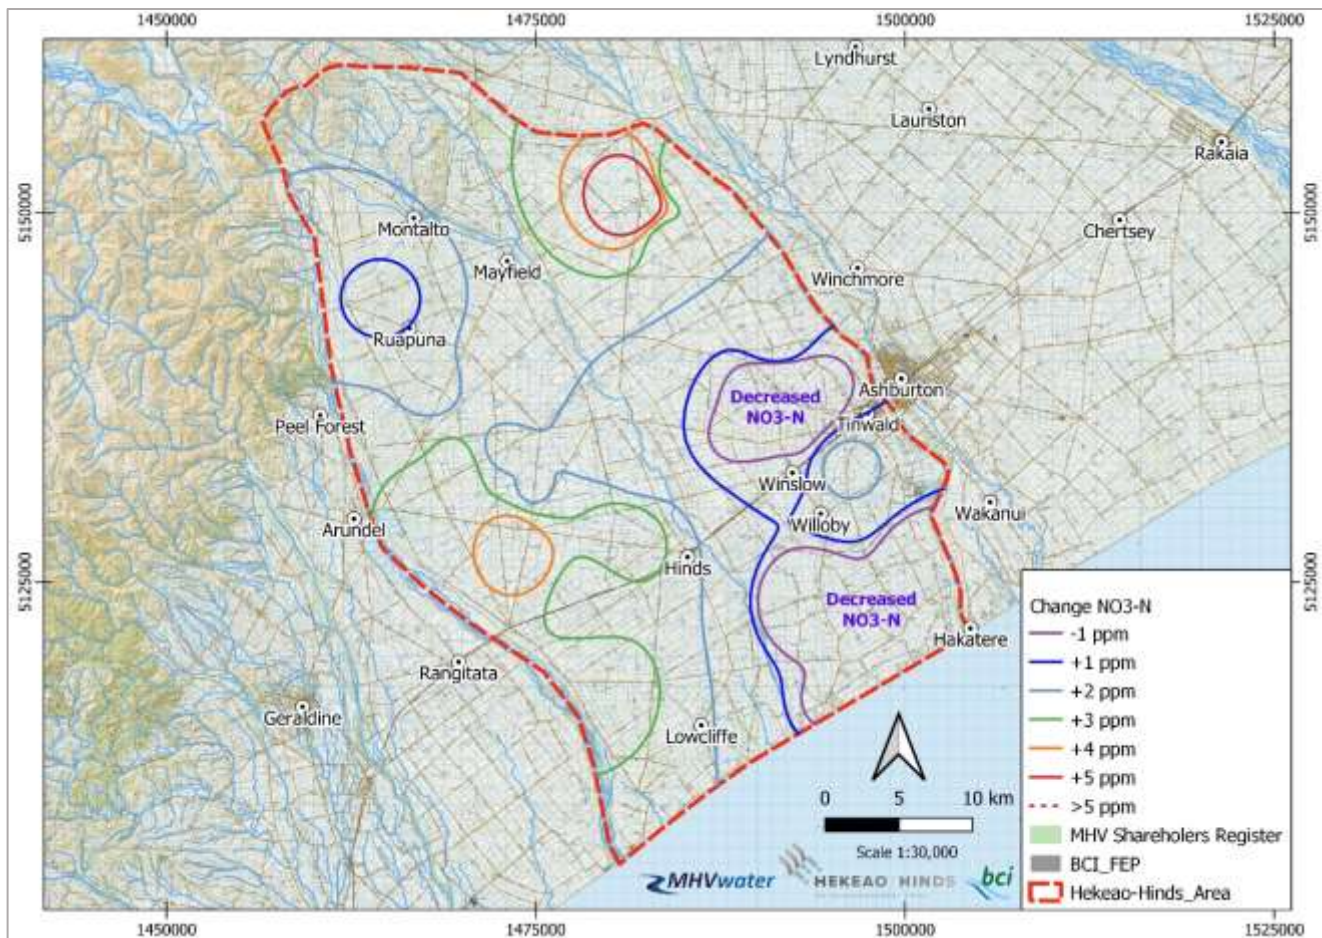 1450000 1475000 1500000 1525000
Lyndhurst
Lauriston
Rakaia
5150000
5150000
Montalto
Chertsey
Mayfield
Winchmore
Ruapuna
Ashburton
Decreased
NO3-N
Peel Forest
Tinwald
Winslow
Arundel
Willoby
Wakanui
Hinds
5125000
5125000
Decreased
NO3-N
Hakatere
Rangitata
Geraldine
Lowcliffe
Change NO3-N
-1 ppm
+1 ppm
+2 ppm
+3 ppm
+4 ppm
+5 ppm
>5 ppm
MHV Shareholers Register
BCI_FEP
Hekeao-Hinds_Area
0 5 10 km
Scale 1:30,000
MHVwater
HEKEAO HINDS
bci
1450000 1475000 1500000 1525000